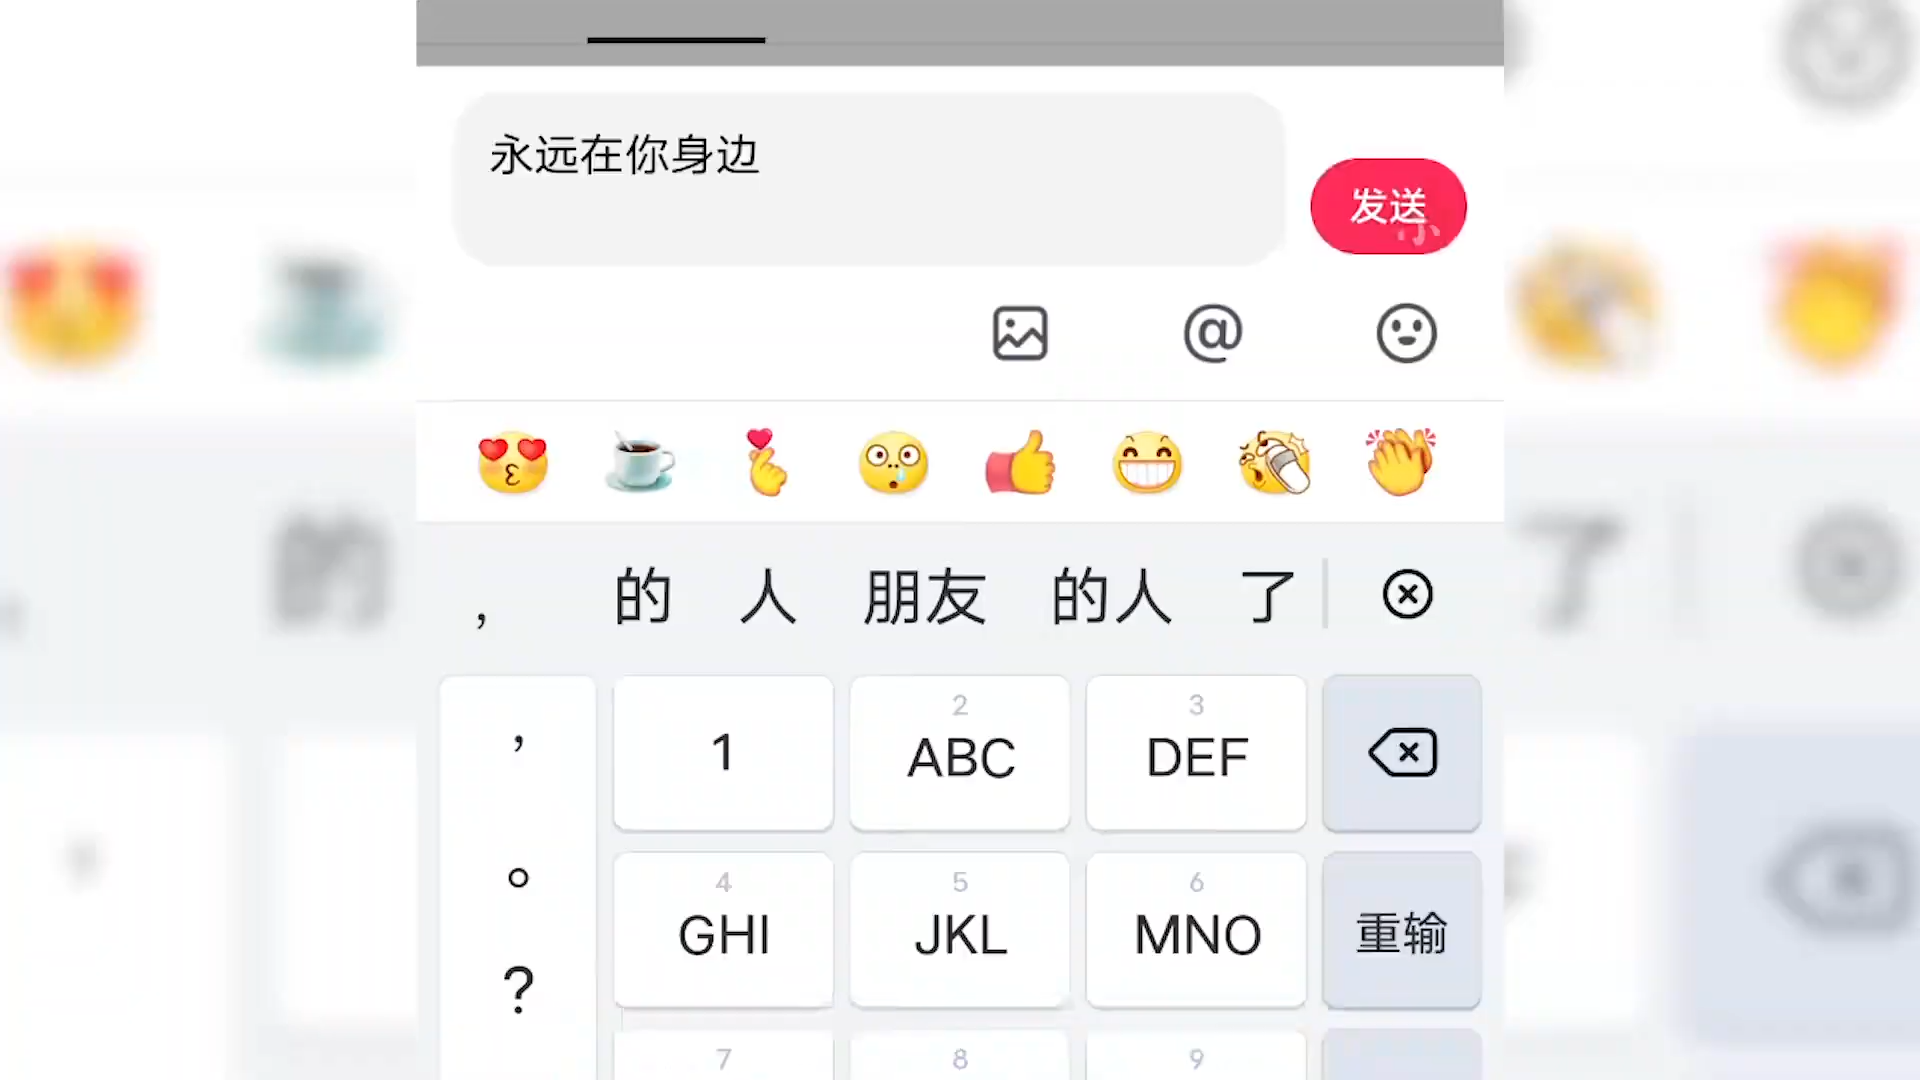 永远在你身边
发送
小
@
， 的 人 朋友 的人 了
， 1 2 ABC 3 DEF
。 4 GHI 5 JKL 6 MNO 重输
？ 7 8 9